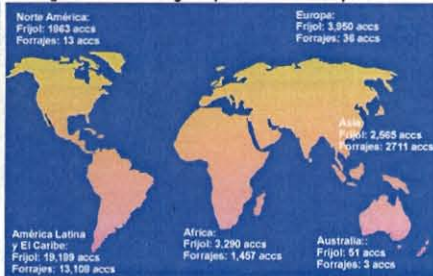 Norte América:
Frijol: 1863 accs
Forrajes: 13 accs
Europa:
Frijol: 3,950 accs
Forrajes: 36 accs
Asia:
Frijol: 2,565 accs
Forrajes: 2711 accs
América Latina
y El Caribe:
Frijol: 19,199 accs
Forrajes: 13,108 accs
Africa:
Frijol: 3,290 accs
Forrajes: 1,457 accs
Australia::
Frijol: 51 accs
Forrajes: 3 accs